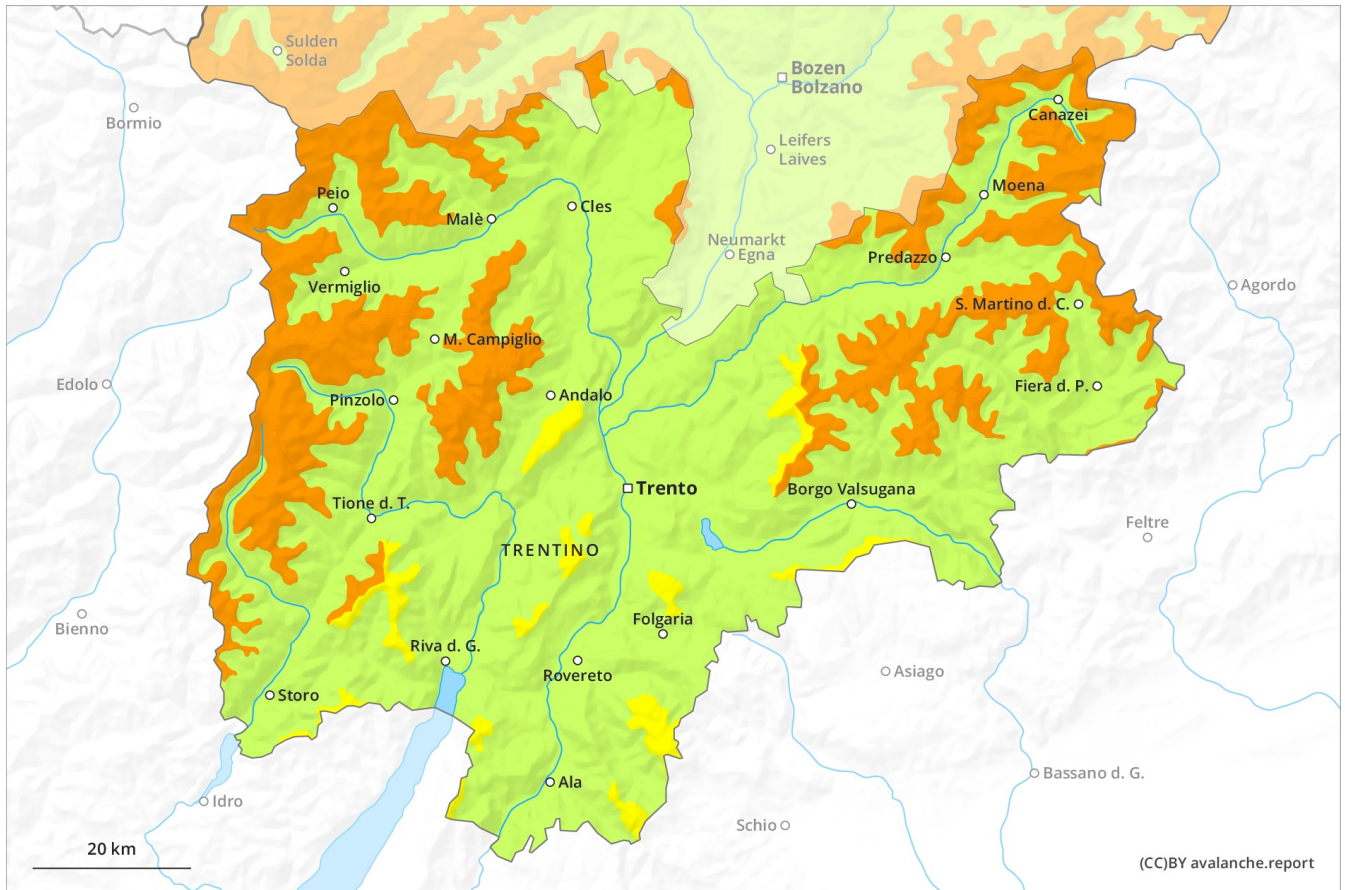 Sulden
Solda
Bozen
Bolzano
Bormio
Canazei
Leifers
Laives
Peio
Moena
Malè
Cles
Neumarkt
Egna
Predazzo
Vermiglio
Agordo
S. Martino d. C.
M. Campiglio
Edolo
Fiera d. P.
Andalo
Pinzolo
Trento
Borgo Valsugana
Tione d. T.
Feltre
TRENTINO
Bienno
Folgaria
Riva d. G.
Rovereto
Asiago
Storo
Bassano d. G.
Ala
Idro
Schio
20 km
(CC)BY avalanche.report